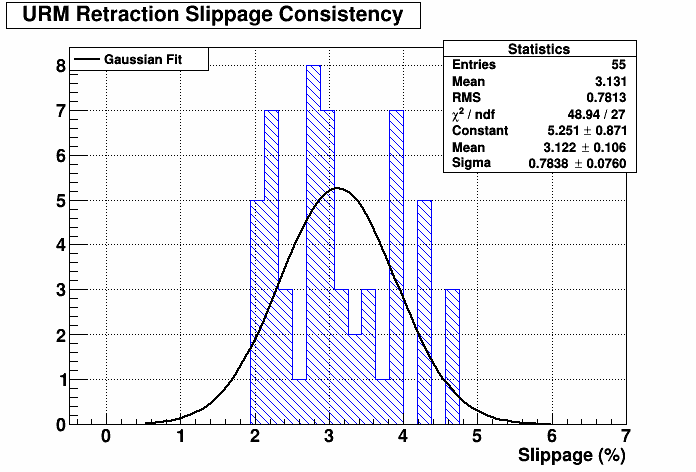 URM Retraction Slippage Consistency
Gaussian Fit
Statistics
Entries 55
Mean 3.131
RMS 0.7813
χ² / ndf 48.94 / 27
Constant 5.251 ± 0.871
Mean 3.122 ± 0.106
Sigma 0.7838 ± 0.0760
8
7
6
5
4
3
2
1
0
0 1 2 3 4 5 6 7
Slippage (%)